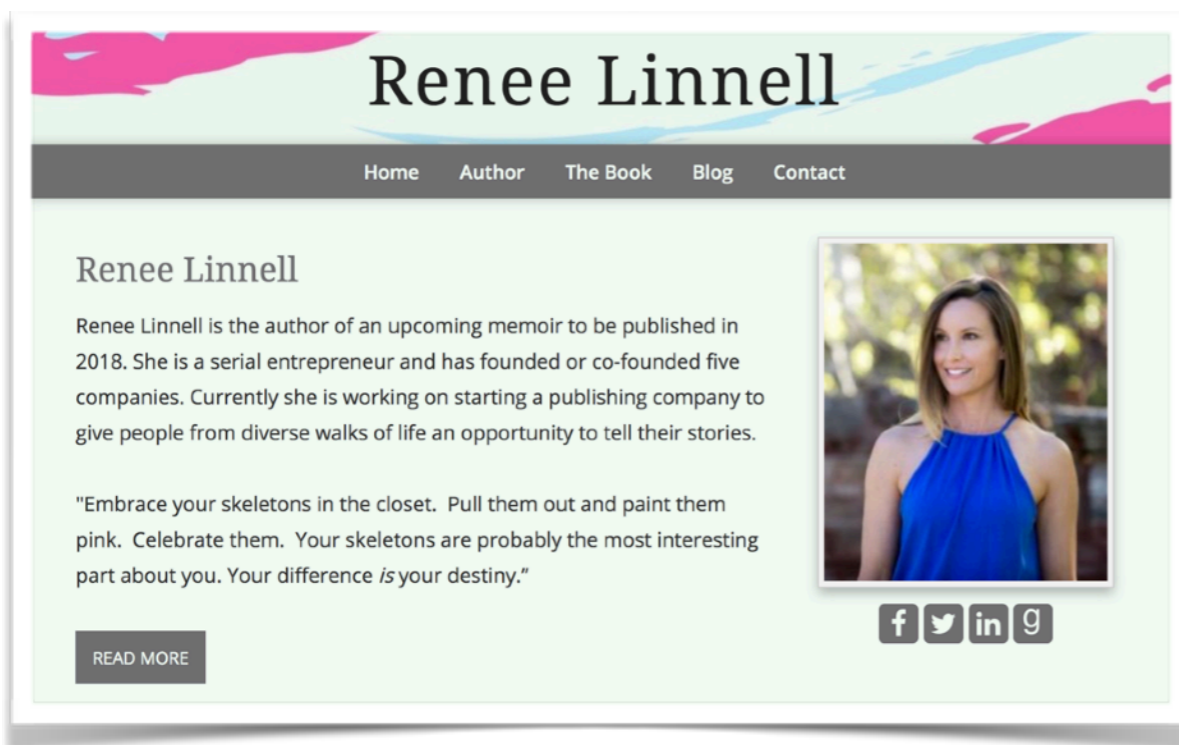 Renee Linnell
Home Author The Book Blog Contact
Renee Linnell
Renee Linnell is the author of an upcoming memoir to be published in
2018. She is a serial entrepreneur and has founded or co-founded five
companies. Currently she is working on starting a publishing company to
give people from diverse walks of life an opportunity to tell their stories.
"Embrace your skeletons in the closet.  Pull them out and paint them
pink.  Celebrate them.  Your skeletons are probably the most interesting
part about you. Your difference is your destiny.”
READ MORE
f in g